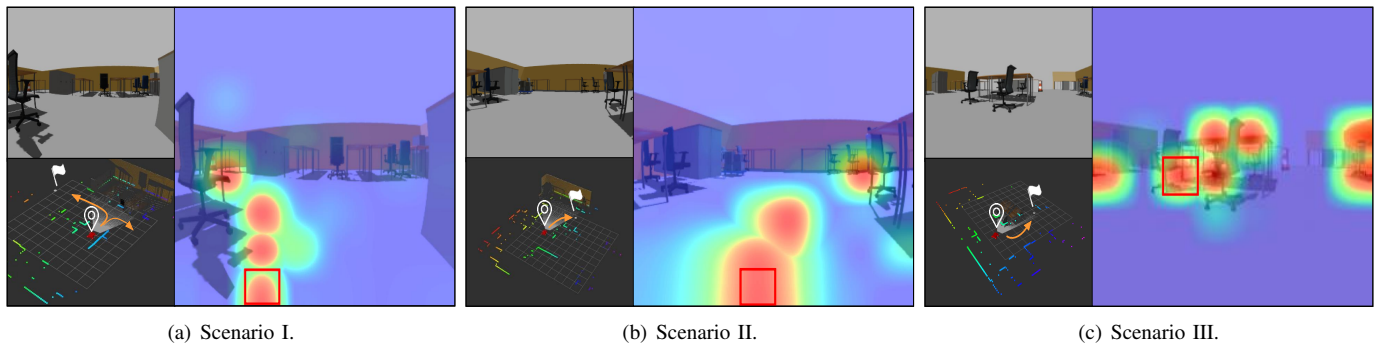 (a) Scenario I.
(b) Scenario II.
(c) Scenario III.